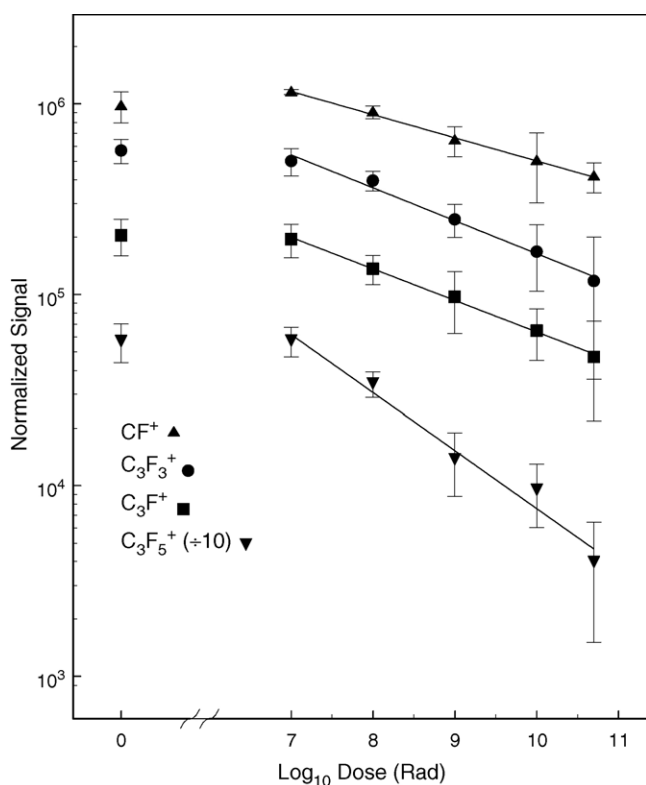 10⁶
10⁵
10⁴
10³
Normalized Signal
CF⁺ ▲
C₃F₃⁺ ●
C₃F⁺ ■
C₃F₅⁺ (÷10) ▼
0 7 8 9 10 11
Log₁₀ Dose (Rad)